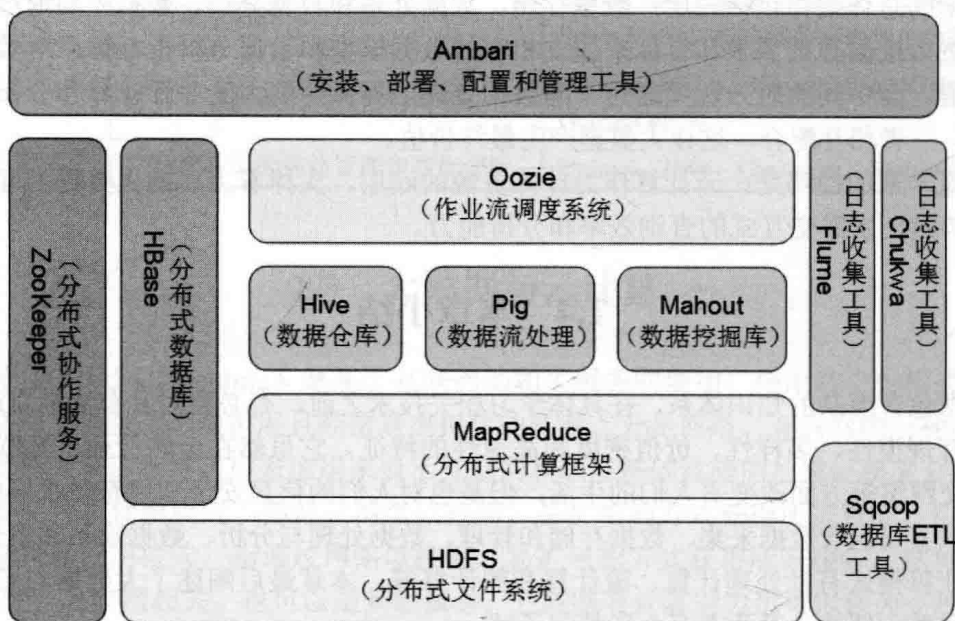 Ambari
（安装、部署、配置和管理工具）
ZooKeeper
（分布式协作服务）
HBase
（分布式数据库）
Oozie
（作业流调度系统）
Hive
（数据仓库）
Pig
（数据流处理）
Mahout
（数据挖掘库）
MapReduce
（分布式计算框架）
HDFS
（分布式文件系统）
Flume
（日志收集工具）
Chukwa
（日志收集工具）
Sqoop
（数据库ETL
工具）